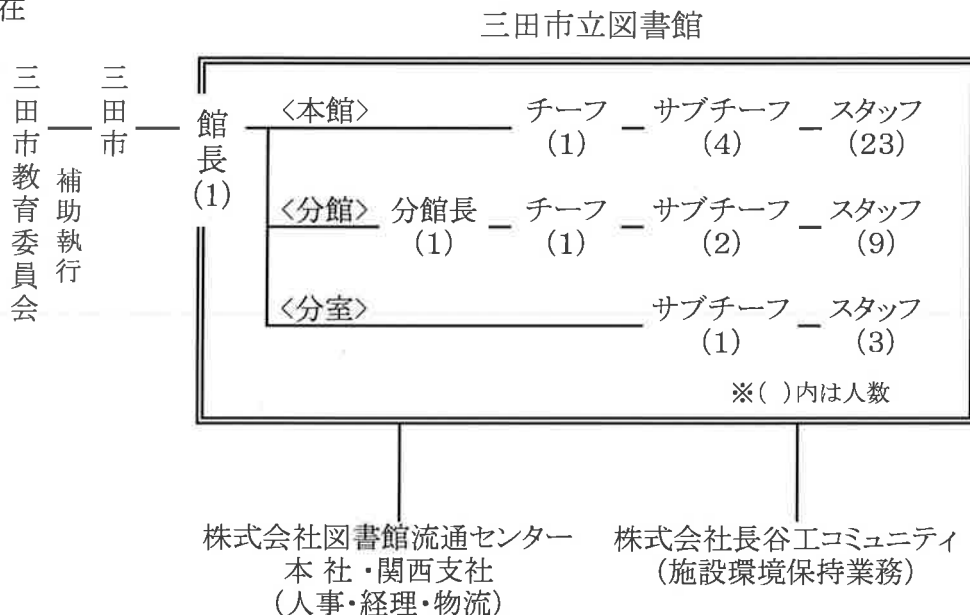 在
三田市立図書館
三田市教育委員会
補助執行
三田市
館長
(1)
<本館> チーフ サブチーフ スタッフ
(1) (4) (23)
<分館> 分館長 チーフ サブチーフ スタッフ
(1) (1) (2) (9)
<分室> サブチーフ スタッフ
(1) (3)
※( )内は人数
株式会社図書館流通センター
本 社 ・関西支社
(人事・経理・物流)
株式会社長谷工コミュニティ
(施設環境保持業務)